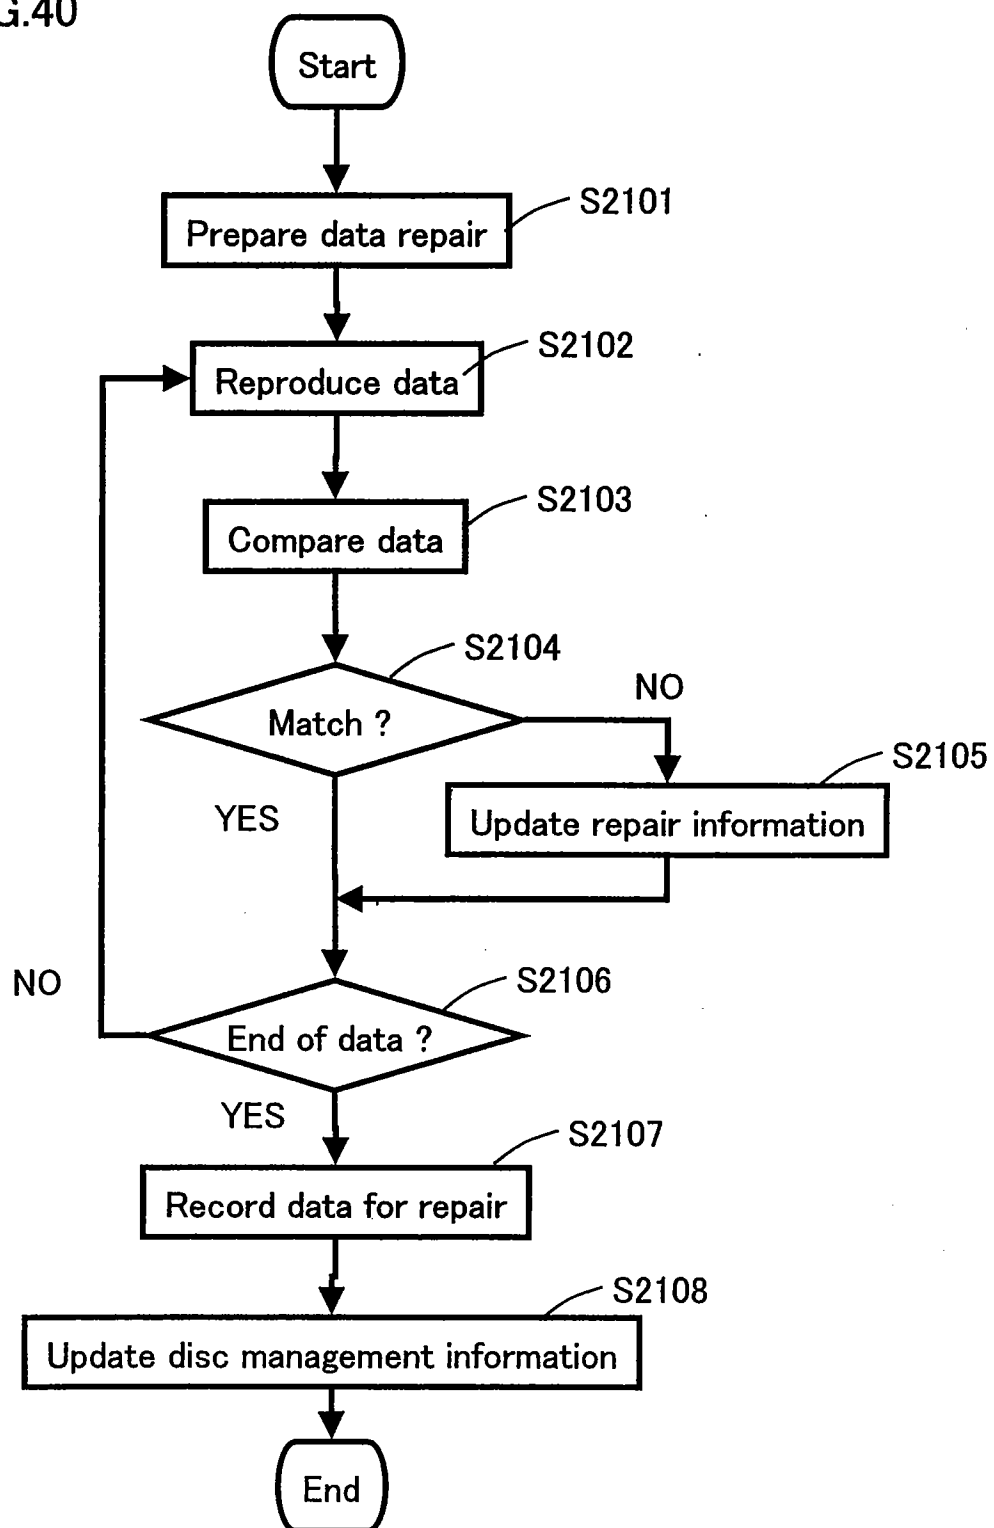 G.40
Start
S2101
Prepare data repair
S2102
Reproduce data
S2103
Compare data
S2104
NO
Match ?
S2105
YES
Update repair information
NO
S2106
End of data ?
YES
S2107
Record data for repair
S2108
Update disc management information
End